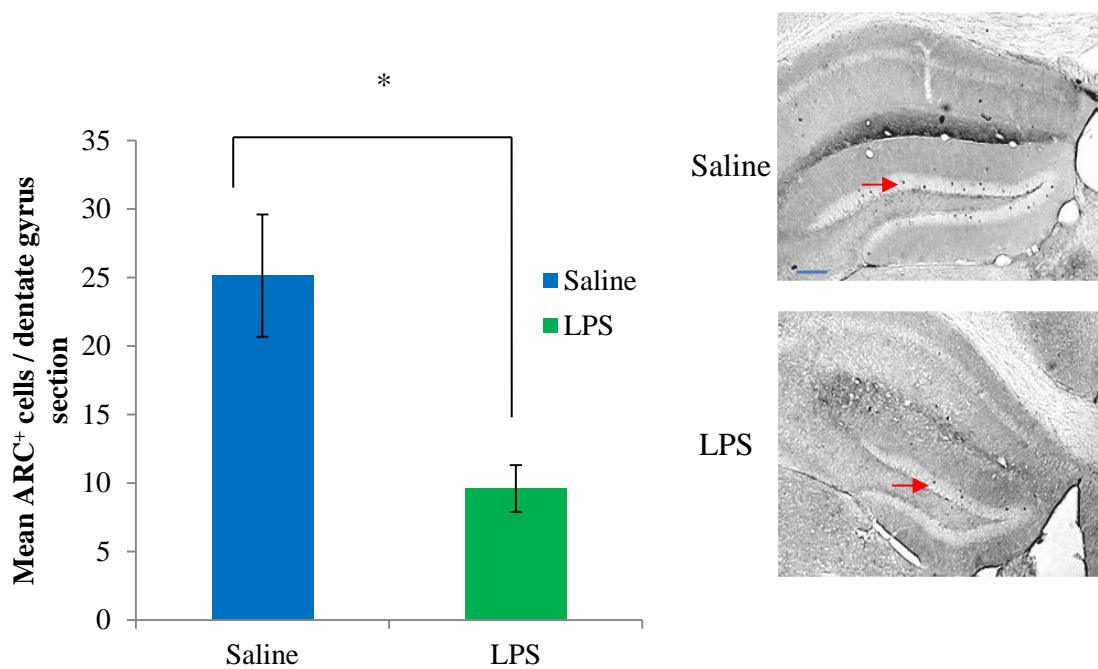 *
35
30
25
20
15
10
5
0
Mean ARC⁺ cells / dentate gyrus
section
Saline
LPS
Saline
LPS
Saline
LPS